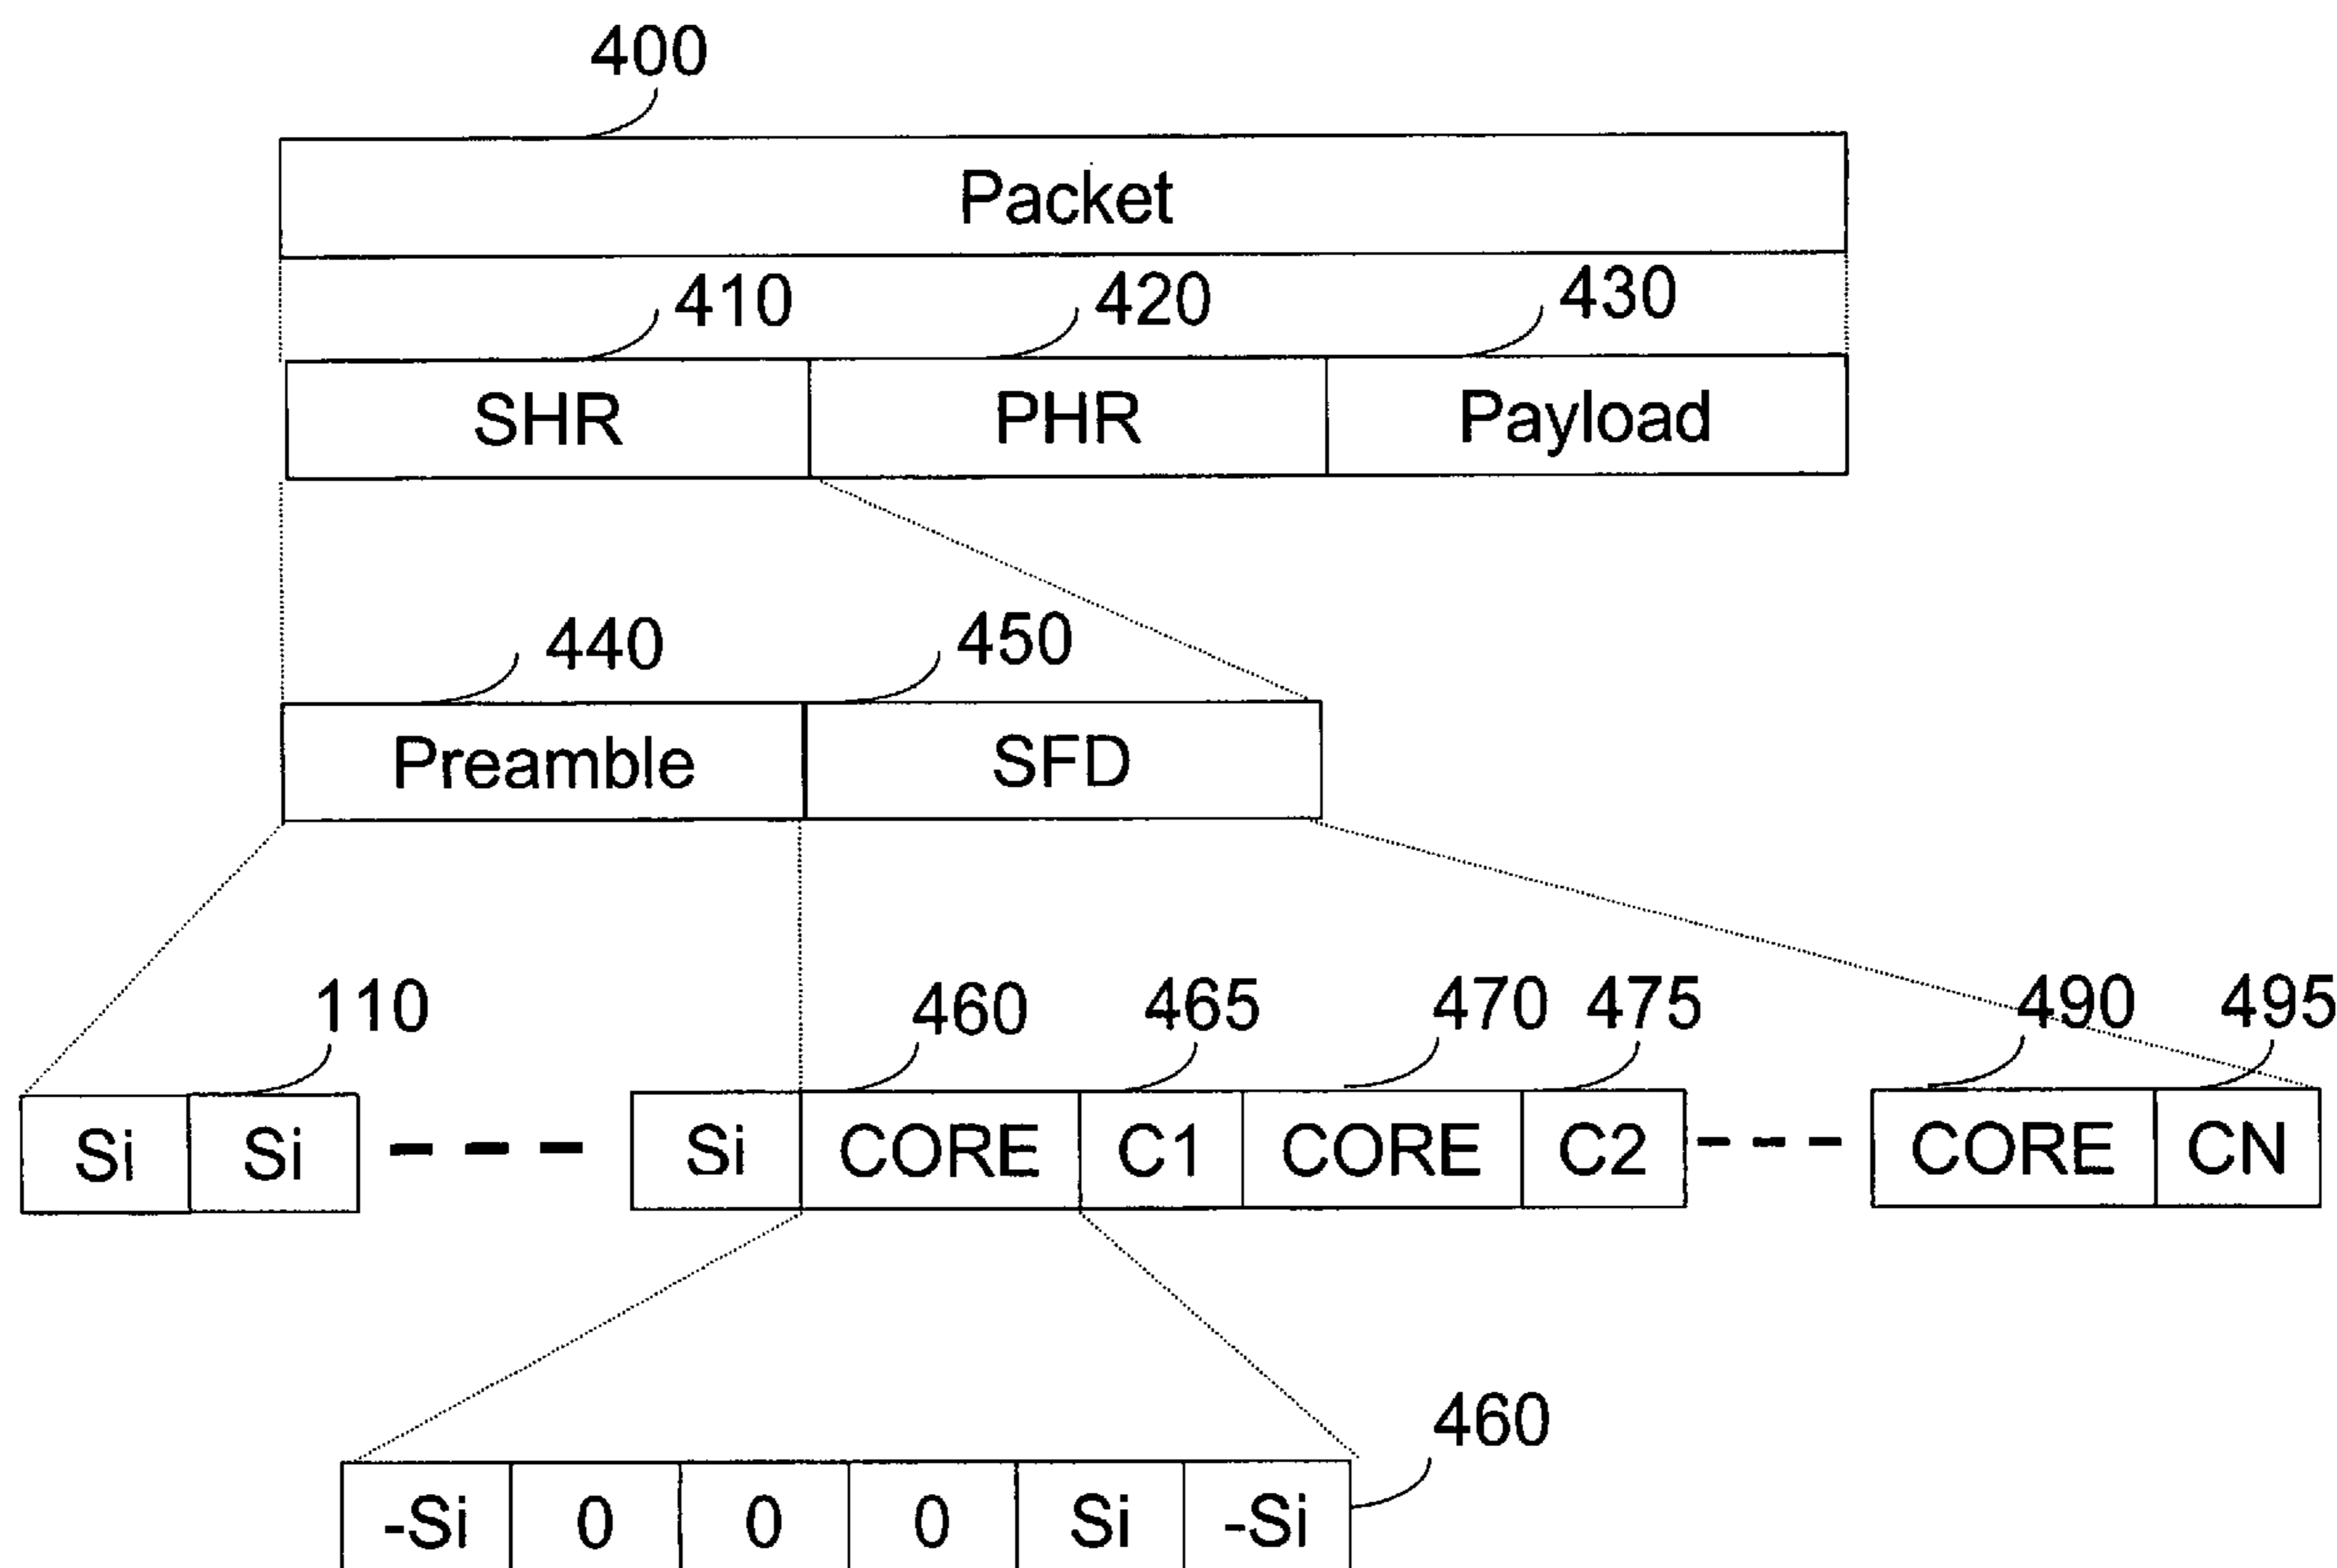 400
Packet
410 420 430
SHR PHR Payload
440 450
Preamble SFD
110 460 465 470 475 490 495
Si Si Si CORE C1 CORE C2 CORE CN
460
-Si 0 0 0 Si -Si